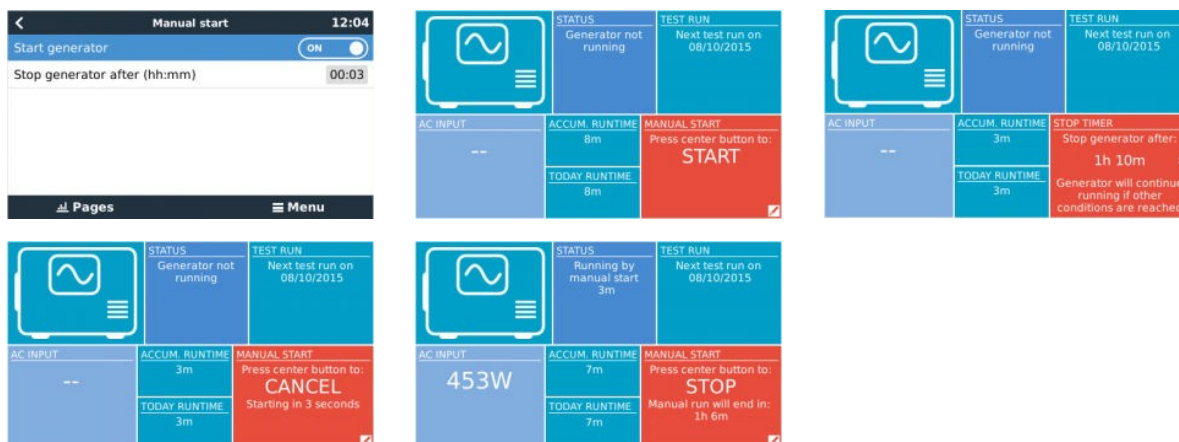 Manual start
12:04
Start generator
ON
Stop generator after (hh:mm)
00:03
Pages
Menu
STATUS
Generator not
running
TEST RUN
Next test run on
08/10/2015
AC INPUT
--
ACCUM. RUNTIME
8m
TODAY RUNTIME
8m
MANUAL START
Press center button to:
START
STATUS
Generator not
running
TEST RUN
Next test run on
08/10/2015
AC INPUT
--
ACCUM. RUNTIME
3m
TODAY RUNTIME
3m
STOP TIMER
Stop generator after:
1h 10m
Generator will continue
running if other
conditions are reached
STATUS
Generator not
running
TEST RUN
Next test run on
08/10/2015
AC INPUT
--
ACCUM. RUNTIME
3m
TODAY RUNTIME
3m
MANUAL START
Press center button to:
CANCEL
Starting in 3 seconds
STATUS
Running by
manual start
3m
TEST RUN
Next test run on
08/10/2015
AC INPUT
453W
ACCUM. RUNTIME
7m
TODAY RUNTIME
7m
MANUAL START
Press center button to:
STOP
Manual run will end in:
1h 6m